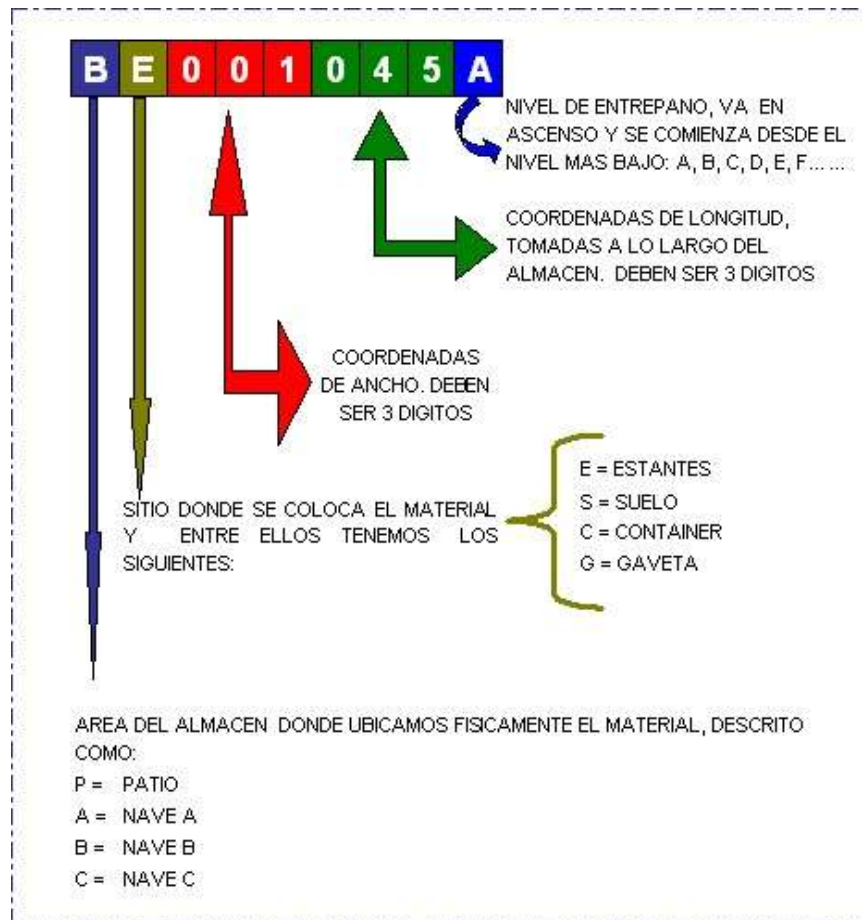 B E 0 0 1 0 4 5 A
NIVEL DE ENTREPANO, VA EN
ASCENSO Y SE COMIENZA DESDE EL
NIVEL MAS BAJO: A, B, C, D, E, F... ...
COORDENADAS DE LONGITUD,
TOMADAS A LO LARGO DEL
ALMACEN. DEBEN SER 3 DIGITOS
COORDENADAS
DE ANCHO. DEBEN
SER 3 DIGITOS
SITIO DONDE SE COLOCA EL MATERIAL
Y ENTRE ELLOS TENEMOS LOS
SIGUIENTES:
E = ESTANTES
S = SUELO
C = CONTAINER
G = GAVETA
AREA DEL ALMACEN DONDE UBICAMOS FISICAMENTE EL MATERIAL, DESCRITO
COMO:
P = PATIO
A = NAVE A
B = NAVE B
C = NAVE C